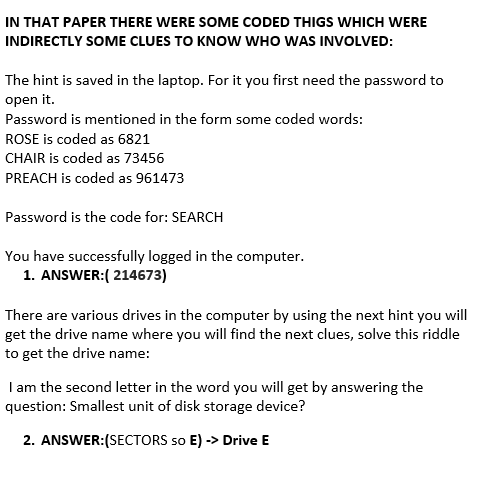 IN THAT PAPER THERE WERE SOME CODED THIGS WHICH WERE
INDIRECTLY SOME CLUES TO KNOW WHO WAS INVOLVED:
The hint is saved in the laptop. For it you first need the password to
open it.
Password is mentioned in the form some coded words:
ROSE is coded as 6821
CHAIR is coded as 73456
PREACH is coded as 961473
Password is the code for: SEARCH
You have successfully logged in the computer.
1. ANSWER:( 214673)
There are various drives in the computer by using the next hint you will
get the drive name where you will find the next clues, solve this riddle
to get the drive name:
I am the second letter in the word you will get by answering the
question: Smallest unit of disk storage device?
2. ANSWER:(SECTORS so E) -> Drive E